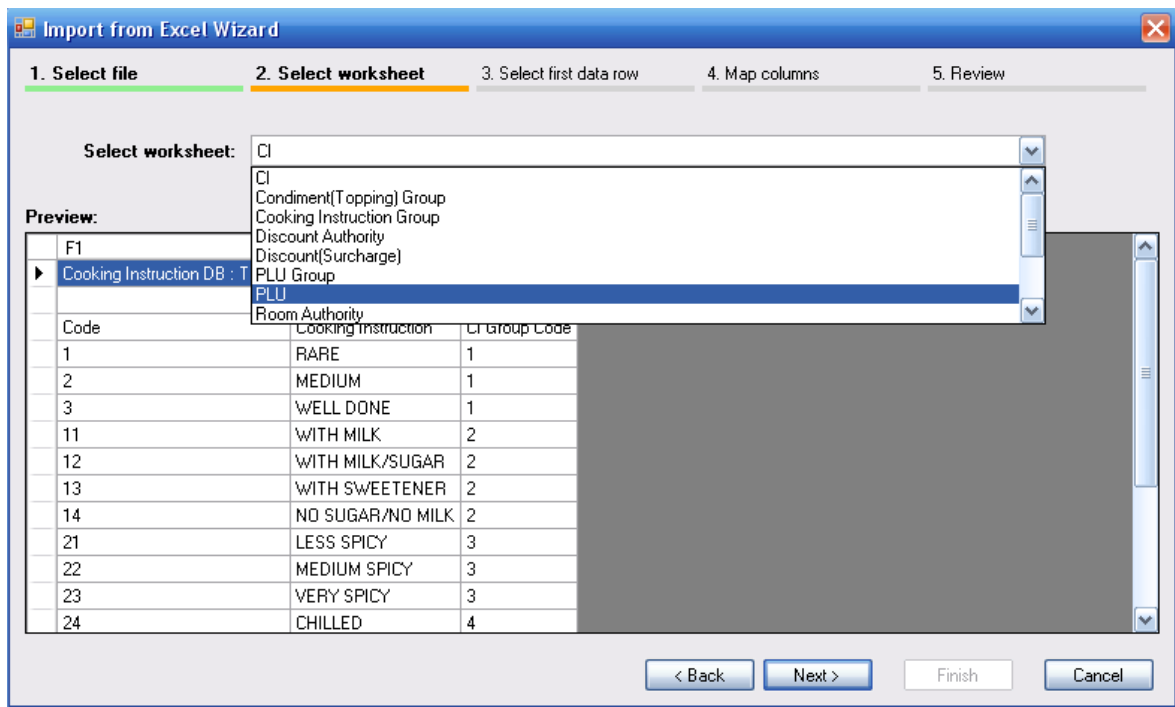 Import from Excel Wizard
1. Select file 2. Select worksheet 3. Select first data row 4. Map columns 5. Review
Select worksheet: CI
CI
Condiment(Topping) Group
Cooking Instruction Group
Discount Authority
Discount(Surcharge)
PLU Group
PLU
Room Authority
Preview:
F1
Cooking Instruction DB : T
Code Cooking Instruction CI Group Code
1 RARE 1
2 MEDIUM 1
3 WELL DONE 1
11 WITH MILK 2
12 WITH MILK/SUGAR 2
13 WITH SWEETENER 2
14 NO SUGAR/NO MILK 2
21 LESS SPICY 3
22 MEDIUM SPICY 3
23 VERY SPICY 3
24 CHILLED 4
< Back Next > Finish Cancel